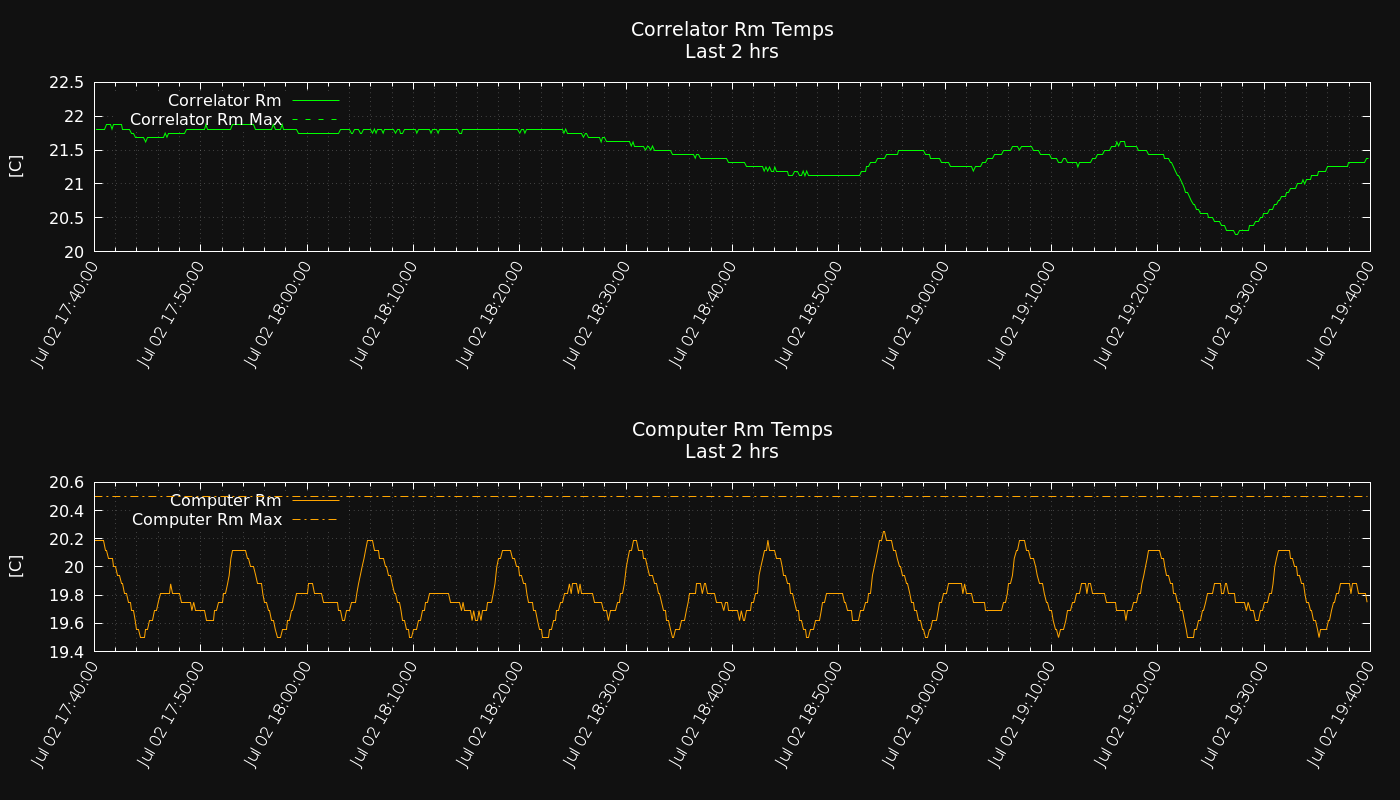 Correlator Rm Temps
Last 2 hrs
22.5
22
21.5
21
20.5
20
[C]
Correlator Rm
Correlator Rm Max
Jul 02 17:40:00
Jul 02 17:50:00
Jul 02 18:00:00
Jul 02 18:10:00
Jul 02 18:20:00
Jul 02 18:30:00
Jul 02 18:40:00
Jul 02 18:50:00
Jul 02 19:00:00
Jul 02 19:10:00
Jul 02 19:20:00
Jul 02 19:30:00
Jul 02 19:40:00
Computer Rm Temps
Last 2 hrs
20.6
20.4
20.2
20
19.8
19.6
19.4
[C]
Computer Rm
Computer Rm Max
Jul 02 17:40:00
Jul 02 17:50:00
Jul 02 18:00:00
Jul 02 18:10:00
Jul 02 18:20:00
Jul 02 18:30:00
Jul 02 18:40:00
Jul 02 18:50:00
Jul 02 19:00:00
Jul 02 19:10:00
Jul 02 19:20:00
Jul 02 19:30:00
Jul 02 19:40:00